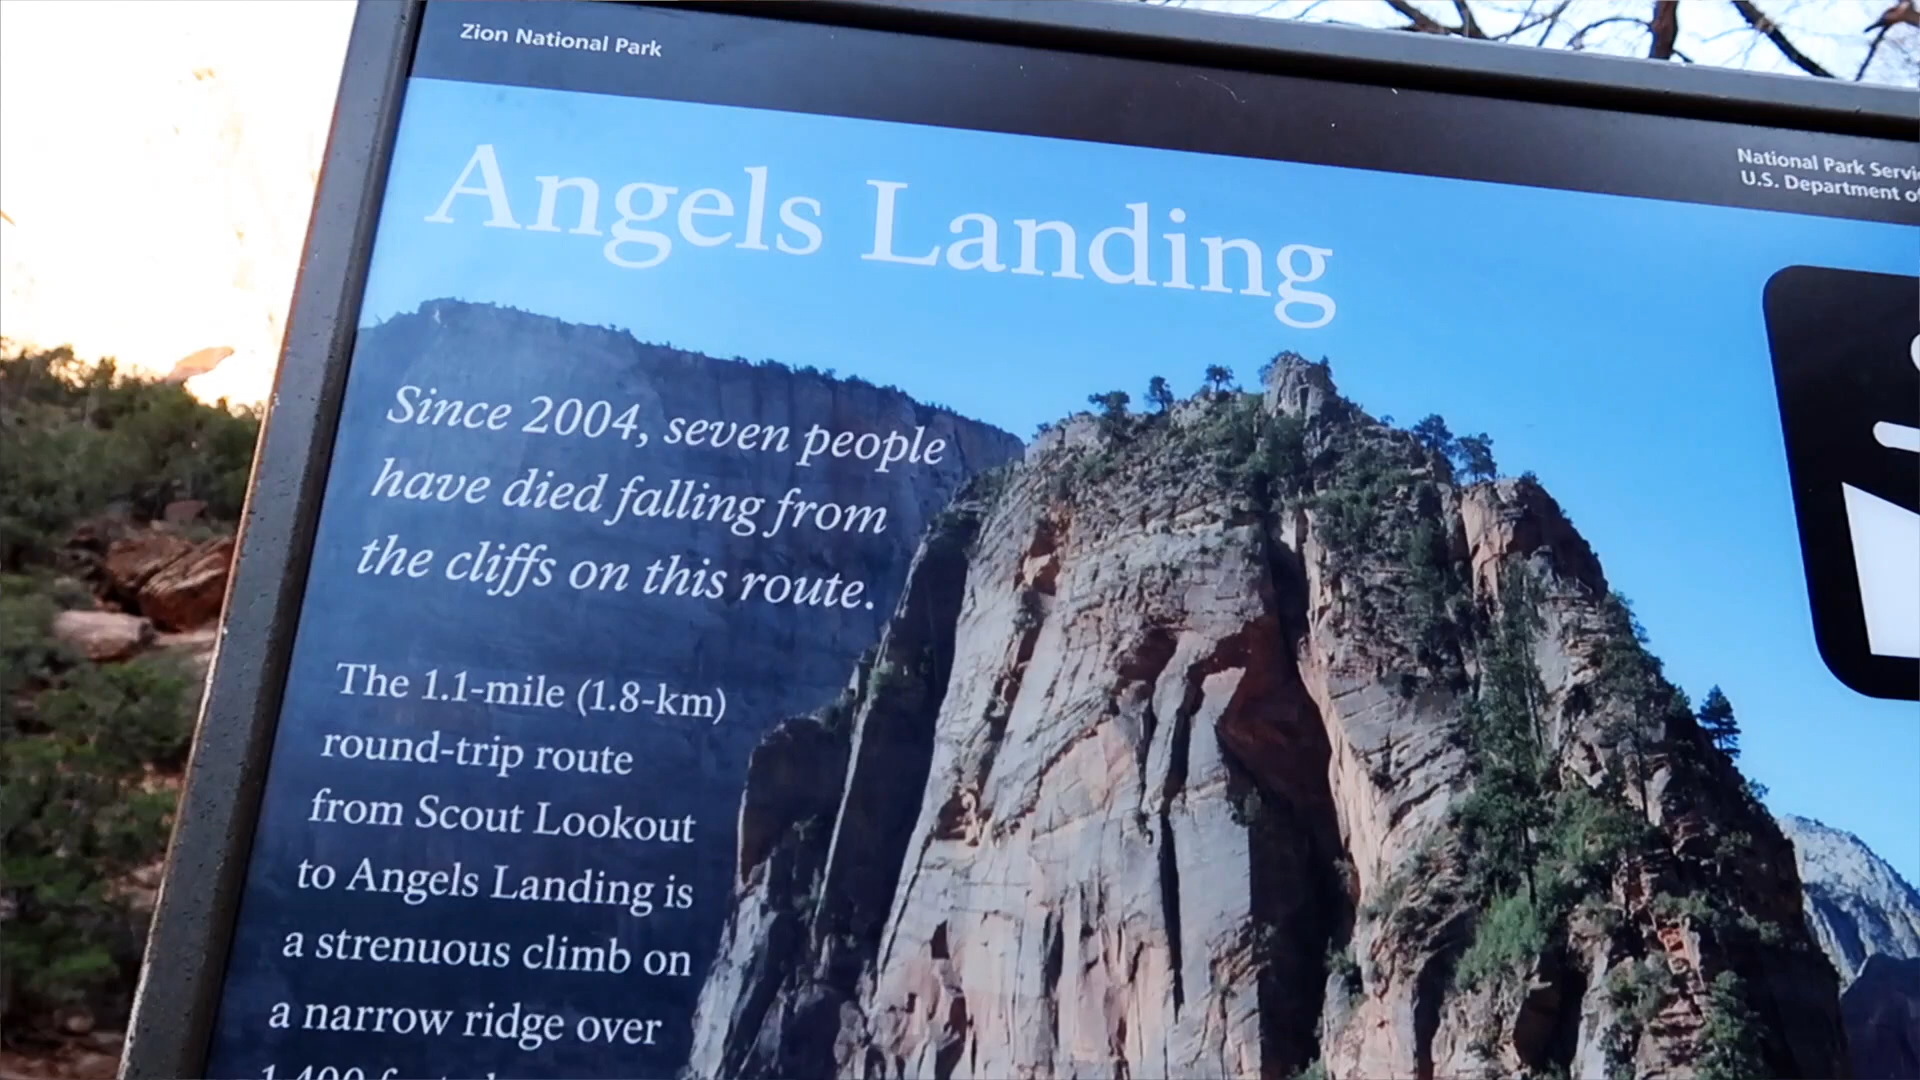 Zion National Park
National Park
U.S. Department
Angels Landing
Since 2004, seven people
have died falling from
the cliffs on this route.
The 1.1-mile (1.8-km)
round-trip route
from Scout Lookout
to Angels Landing is
a strenuous climb on
a narrow ridge over
1,400